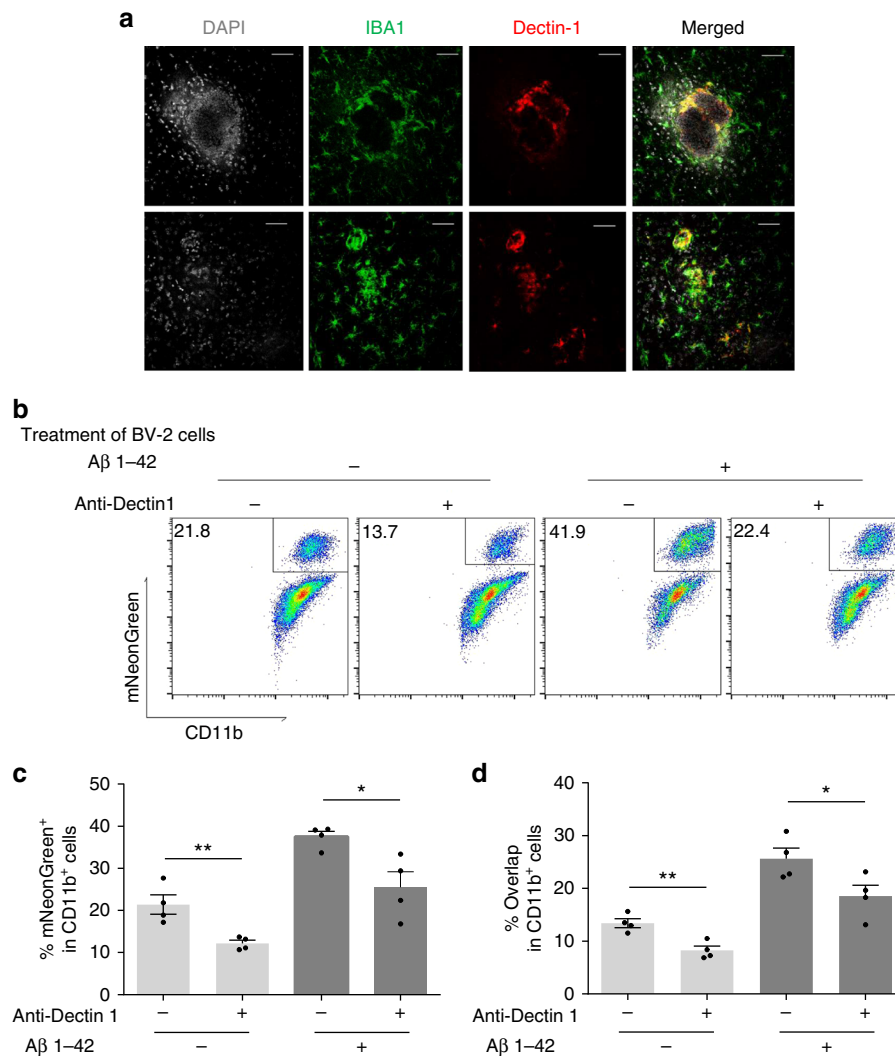 a
DAPI IBA1 Dectin-1 Merged
b
Treatment of BV-2 cells
Aβ 1–42 – +
Anti-Dectin1 – + – +
21.8 13.7 41.9 22.4
mNeonGreen
CD11b
c
% mNeonGreen⁺
in CD11b⁺ cells
50
40
30
20
10
0
** *
Anti-Dectin 1 – + – +
Aβ 1–42 – +
d
% Overlap
in CD11b⁺ cells
40
30
20
10
0
** *
Anti-Dectin 1 – + – +
Aβ 1–42 – +